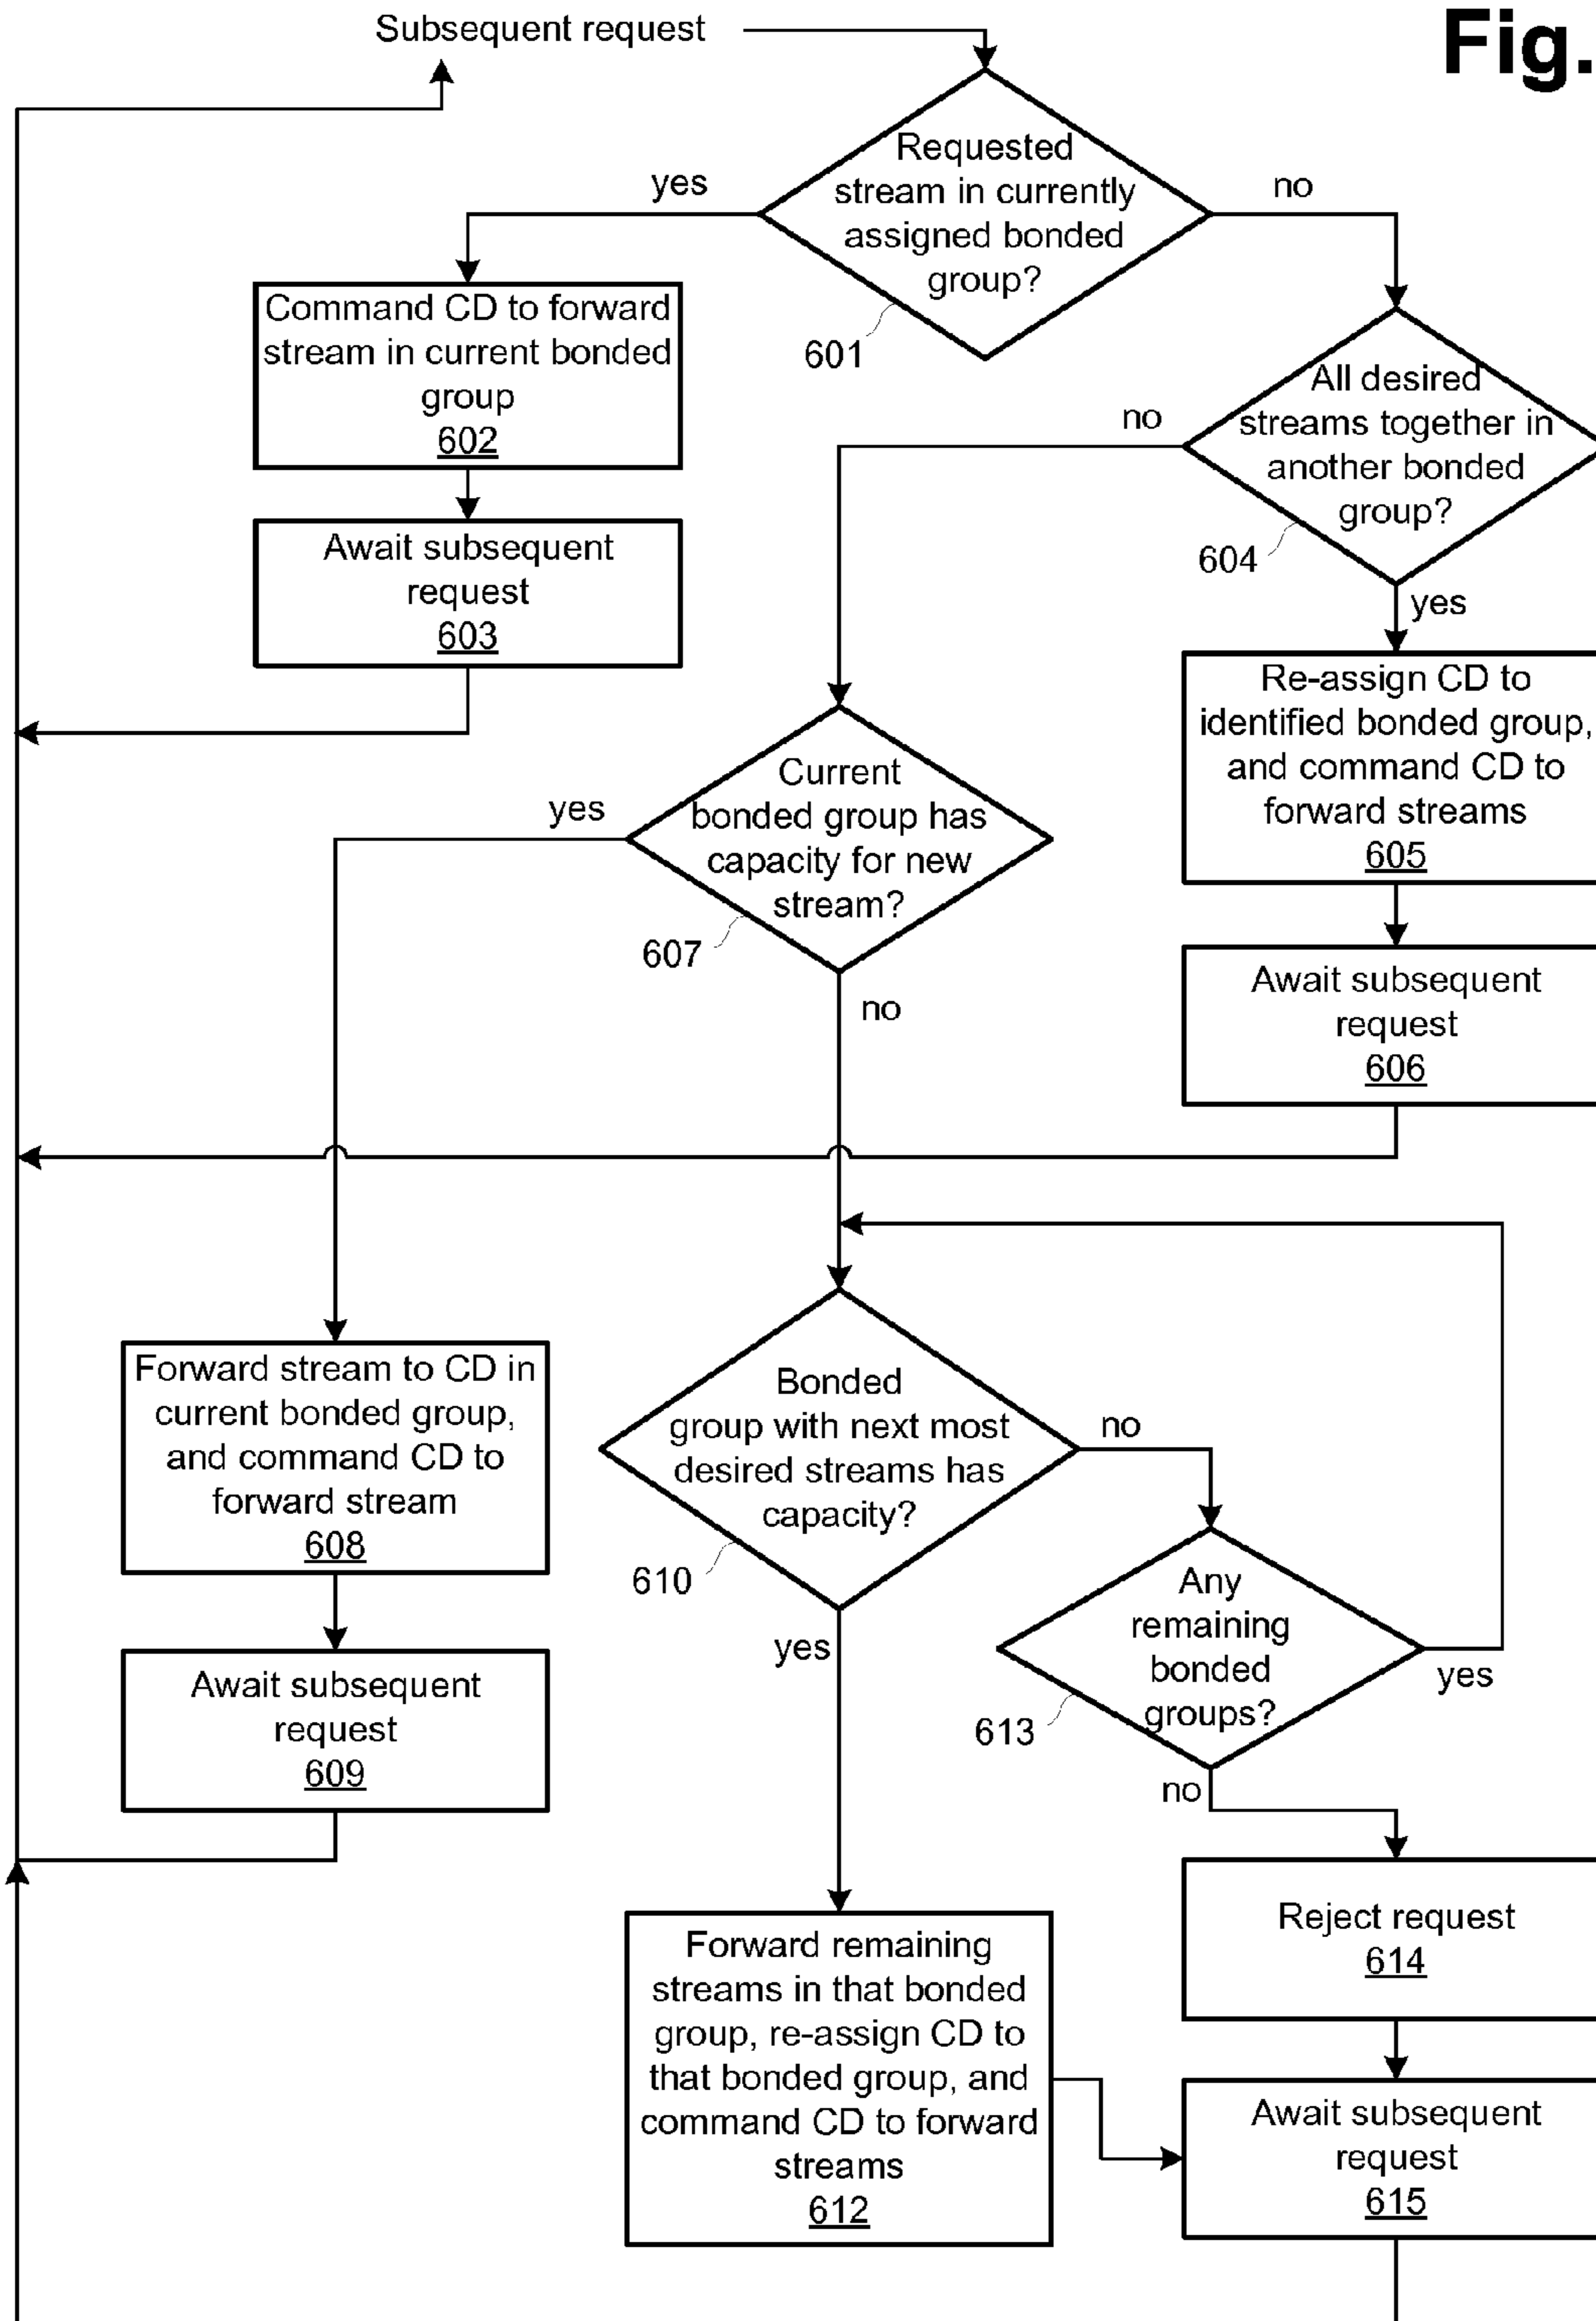 Subsequent request
Fig.
Requested
stream in currently
assigned bonded
group?
601
yes
no
Command CD to forward
stream in current bonded
group
602
Await subsequent
request
603
All desired
streams together in
another bonded
group?
604
no
yes
Re-assign CD to
identified bonded group,
and command CD to
forward streams
605
Await subsequent
request
606
Current
bonded group has
capacity for new
stream?
607
yes
no
Forward stream to CD in
current bonded group,
and command CD to
forward stream
608
Await subsequent
request
609
Bonded
group with next most
desired streams has
capacity?
610
no
yes
Any
remaining
bonded
groups?
613
yes
no
Forward remaining
streams in that bonded
group, re-assign CD to
that bonded group, and
command CD to forward
streams
612
Reject request
614
Await subsequent
request
615